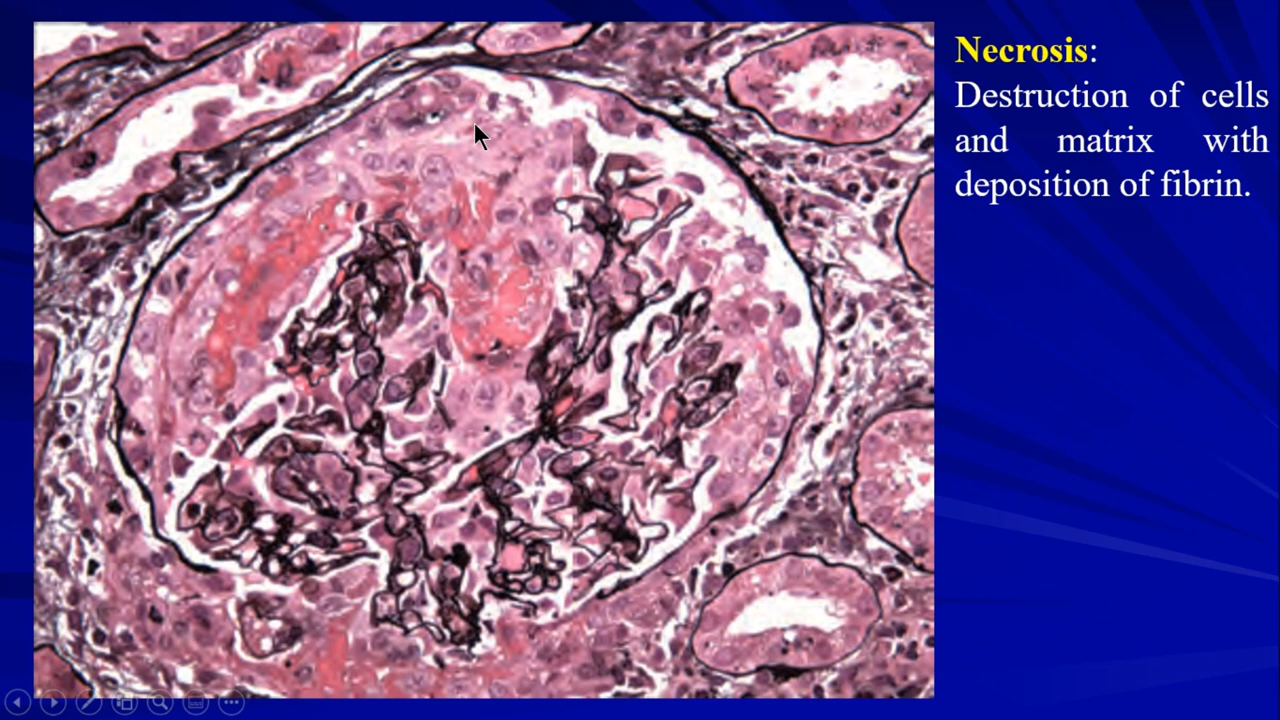 Necrosis:
Destruction of cells
and matrix with
deposition of fibrin.